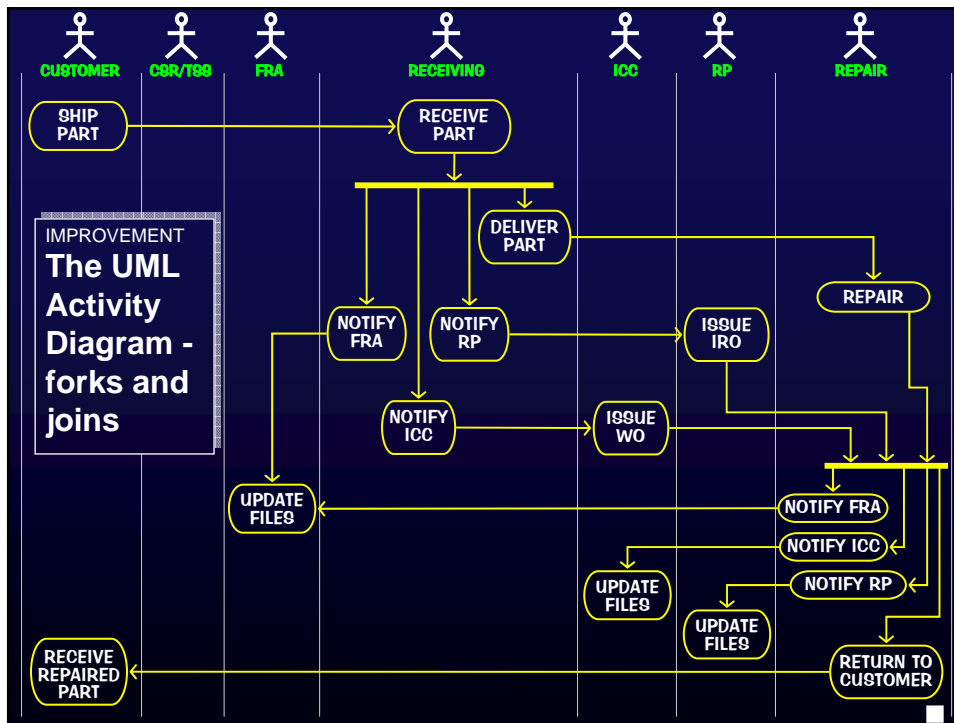 CUSTOMER CSR/TSS FRA RECEIVING ICC RP REPAIR
SHIP
PART
RECEIVE
PART
IMPROVEMENT
The UML
Activity
Diagram -
forks and
joins
DELIVER
PART
REPAIR
NOTIFY
FRA
NOTIFY
RP
ISSUE
IRO
NOTIFY
ICC
ISSUE
WO
UPDATE
FILES
NOTIFY FRA
NOTIFY ICC
UPDATE
FILES
NOTIFY RP
UPDATE
FILES
RECEIVE
REPAIRED
PART
RETURN TO
CUSTOMER